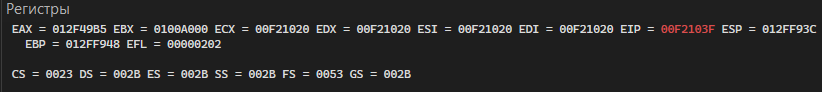 Регистры
EAX = 012F49B5 EBX = 0100A000 ECX = 00F21020 EDX = 00F21020 ESI = 00F21020 EDI = 00F21020 EIP = 00F2103F ESP = 012FF93C
EBP = 012FF948 EFL = 00000202
CS = 0023 DS = 002B ES = 002B SS = 002B FS = 0053 GS = 002B